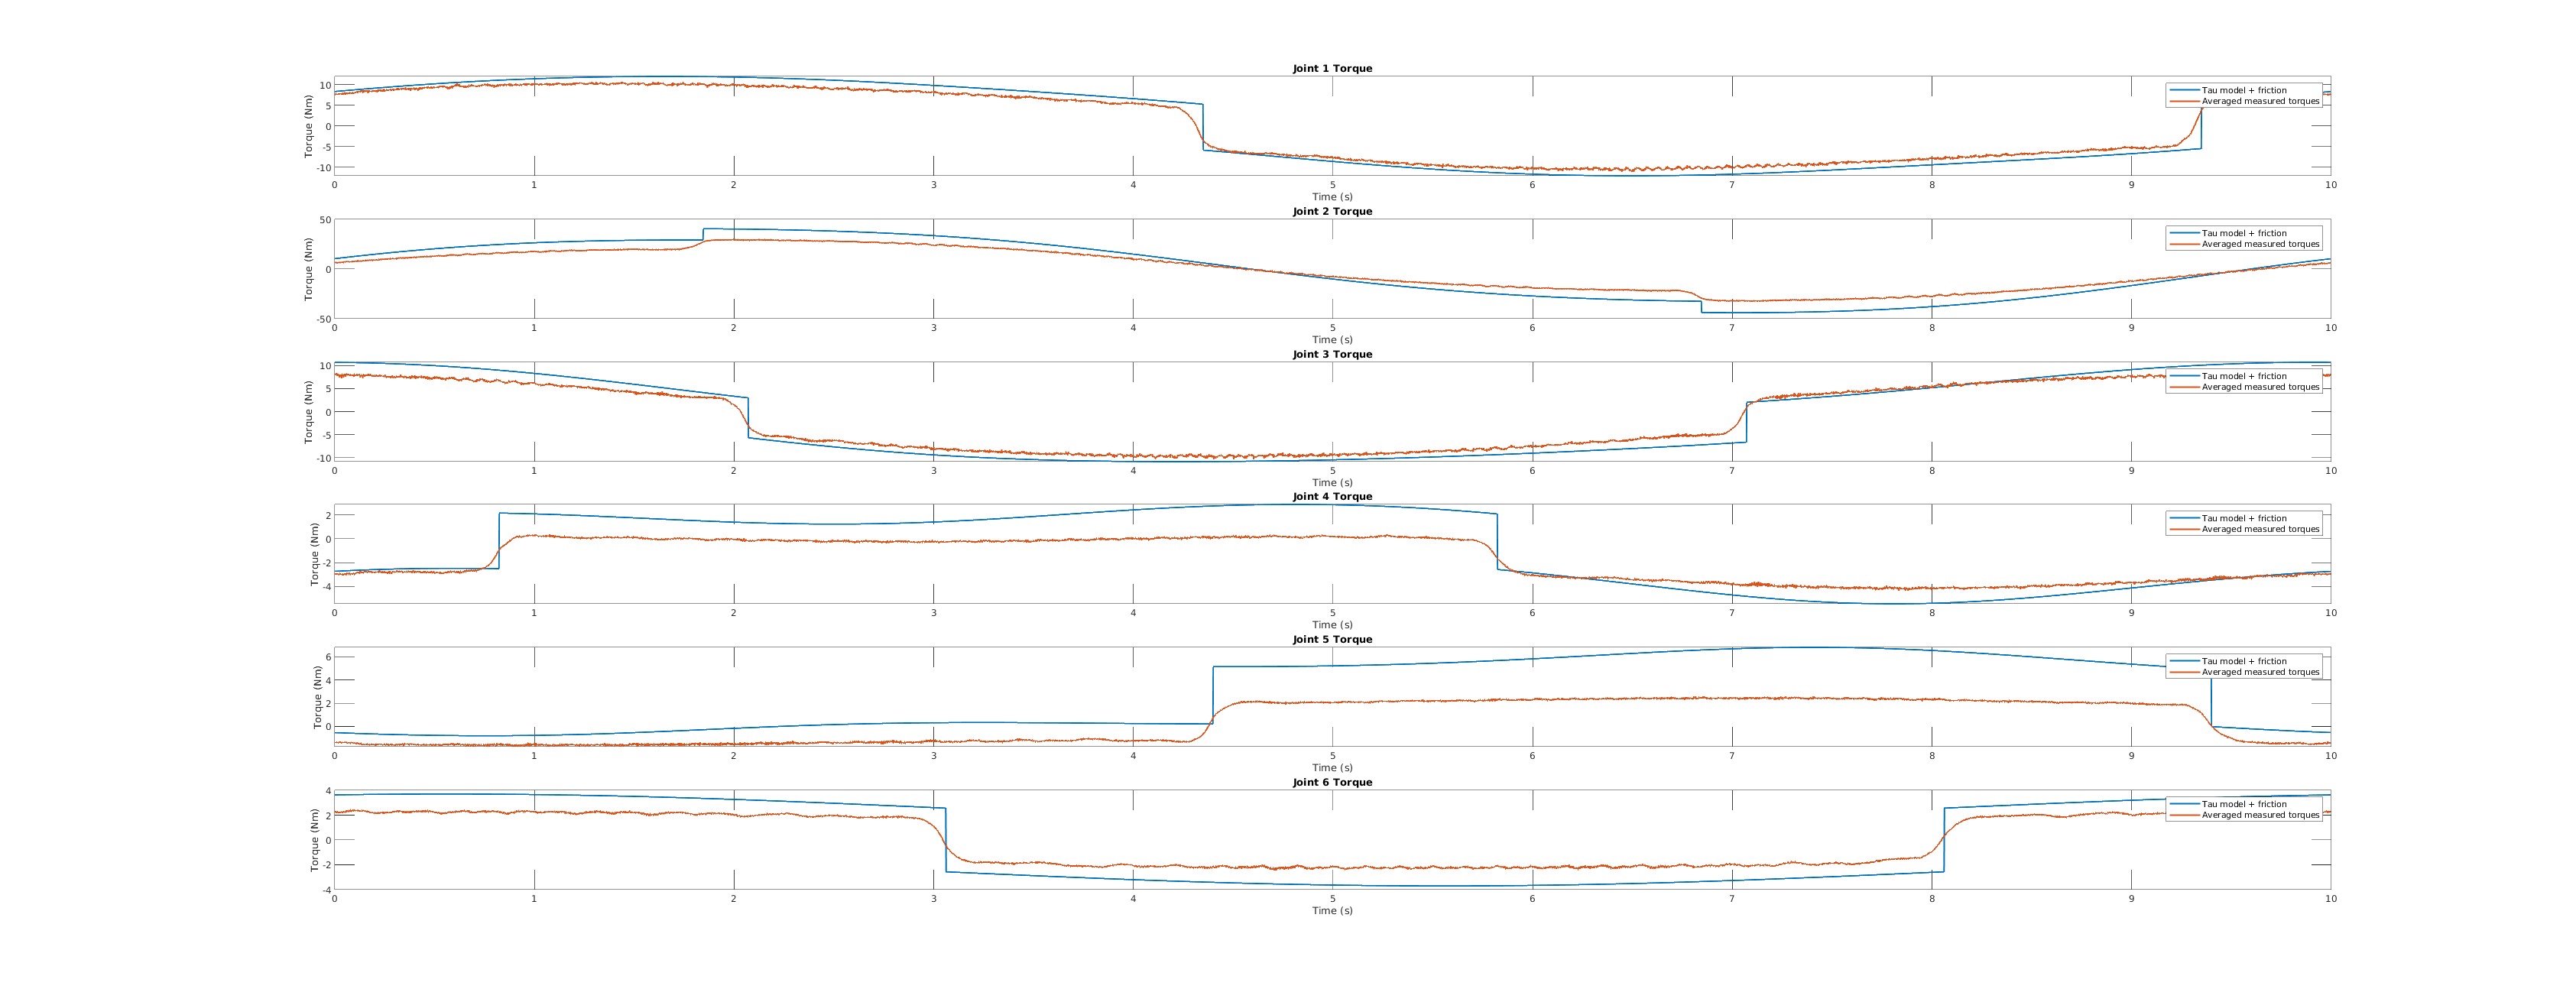 Joint 1 Torque
Torque (Nm)
10
5
0
-5
-10
Tau model + friction
Averaged measured torques
0 1 2 3 4 5 6 7 8 9 10
Time (s)
Joint 2 Torque
Torque (Nm)
50
0
-50
Tau model + friction
Averaged measured torques
0 1 2 3 4 5 6 7 8 9 10
Time (s)
Joint 3 Torque
Torque (Nm)
10
5
0
-5
-10
Tau model + friction
Averaged measured torques
0 1 2 3 4 5 6 7 8 9 10
Time (s)
Joint 4 Torque
Torque (Nm)
2
0
-2
-4
Tau model + friction
Averaged measured torques
0 1 2 3 4 5 6 7 8 9 10
Time (s)
Joint 5 Torque
Torque (Nm)
6
4
2
0
Tau model + friction
Averaged measured torques
0 1 2 3 4 5 6 7 8 9 10
Time (s)
Joint 6 Torque
Torque (Nm)
4
2
0
-2
-4
Tau model + friction
Averaged measured torques
0 1 2 3 4 5 6 7 8 9 10
Time (s)